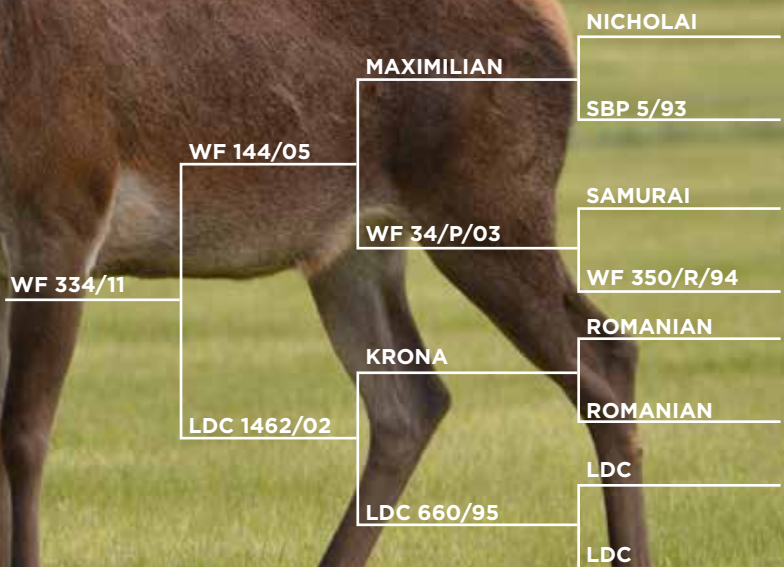 NICHOLAI
MAXIMILIAN
SBP 5/93
WF 144/05
SAMURAI
WF 34/P/03
WF 350/R/94
WF 334/11
ROMANIAN
KRONA
ROMANIAN
LDC 1462/02
LDC
LDC 660/95
LDC